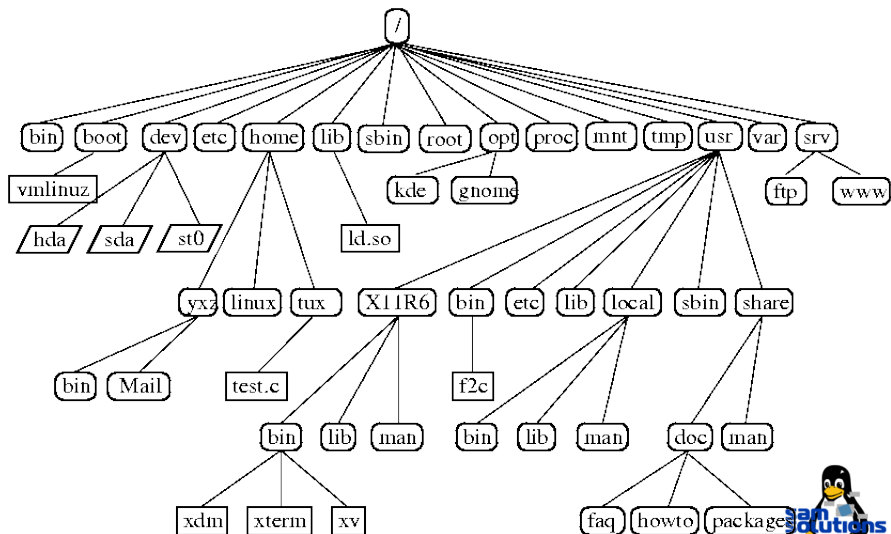 /
bin boot dev etc home lib sbin root opt proc mnt tmp usr var srv
vmlinuz kde gnome ftp www
hda sda st0 ld.so
yxz linux tux X11R6 bin etc lib local sbin share
bin Mail test.c f2c
bin lib man bin lib man doc man
xdm xterm xv faq howto packages
sam
solutions